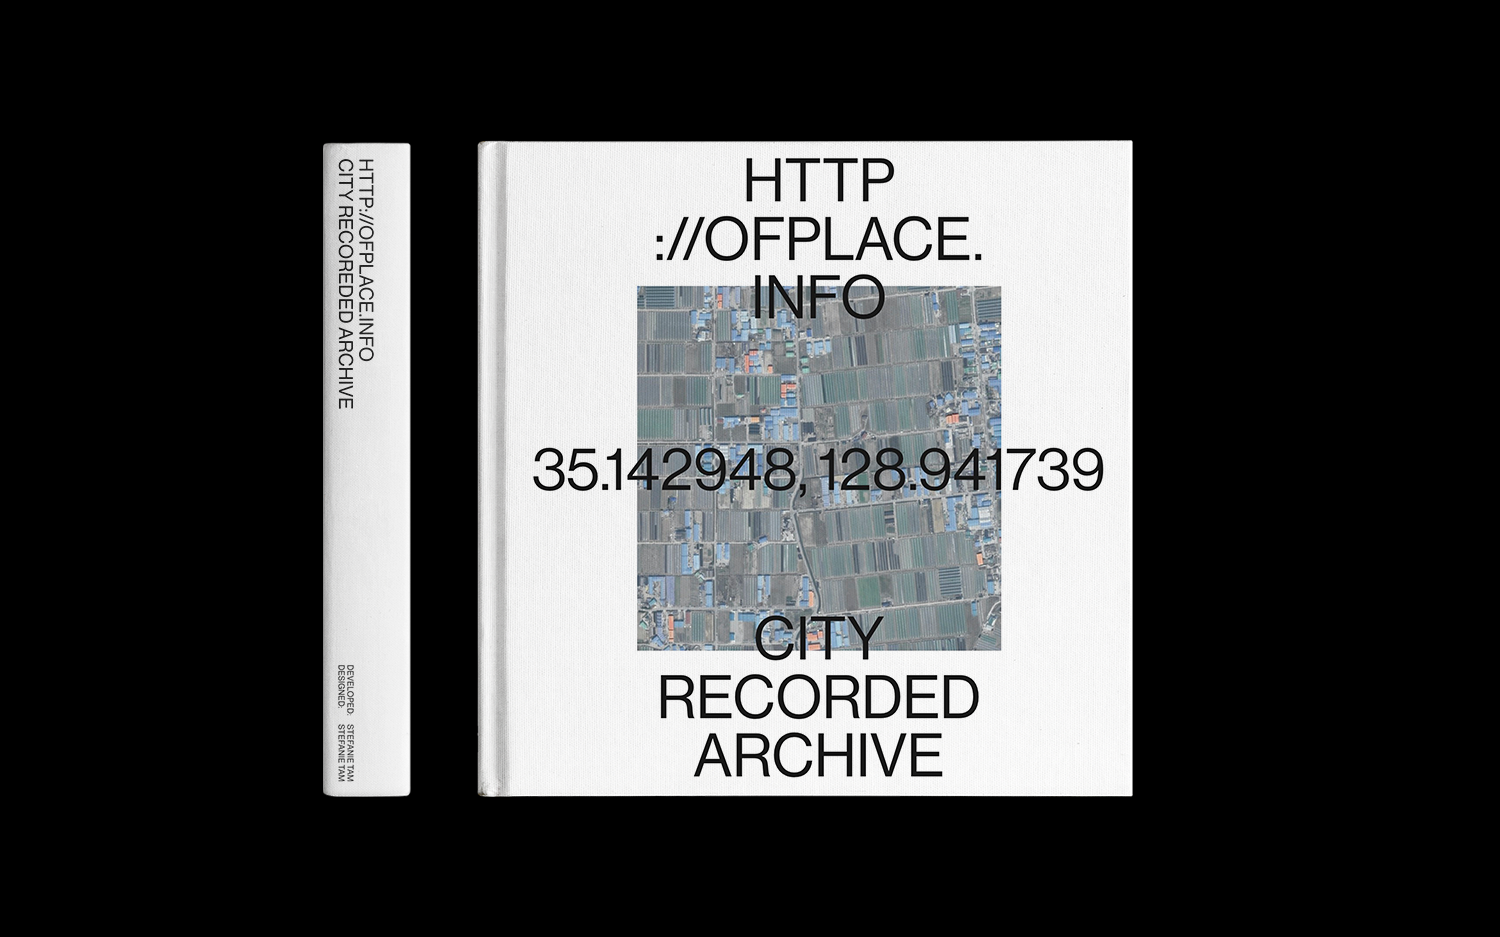 HTTP://OFPLACE.INFO
CITY RECOREDED ARCHIVE
DEVELOPED: STEFANIE TAM
DESIGNED: STEFANIE TAM
HTTP
://OFPLACE.
INFO
35.142948, 128.941739
CITY
RECORDED
ARCHIVE